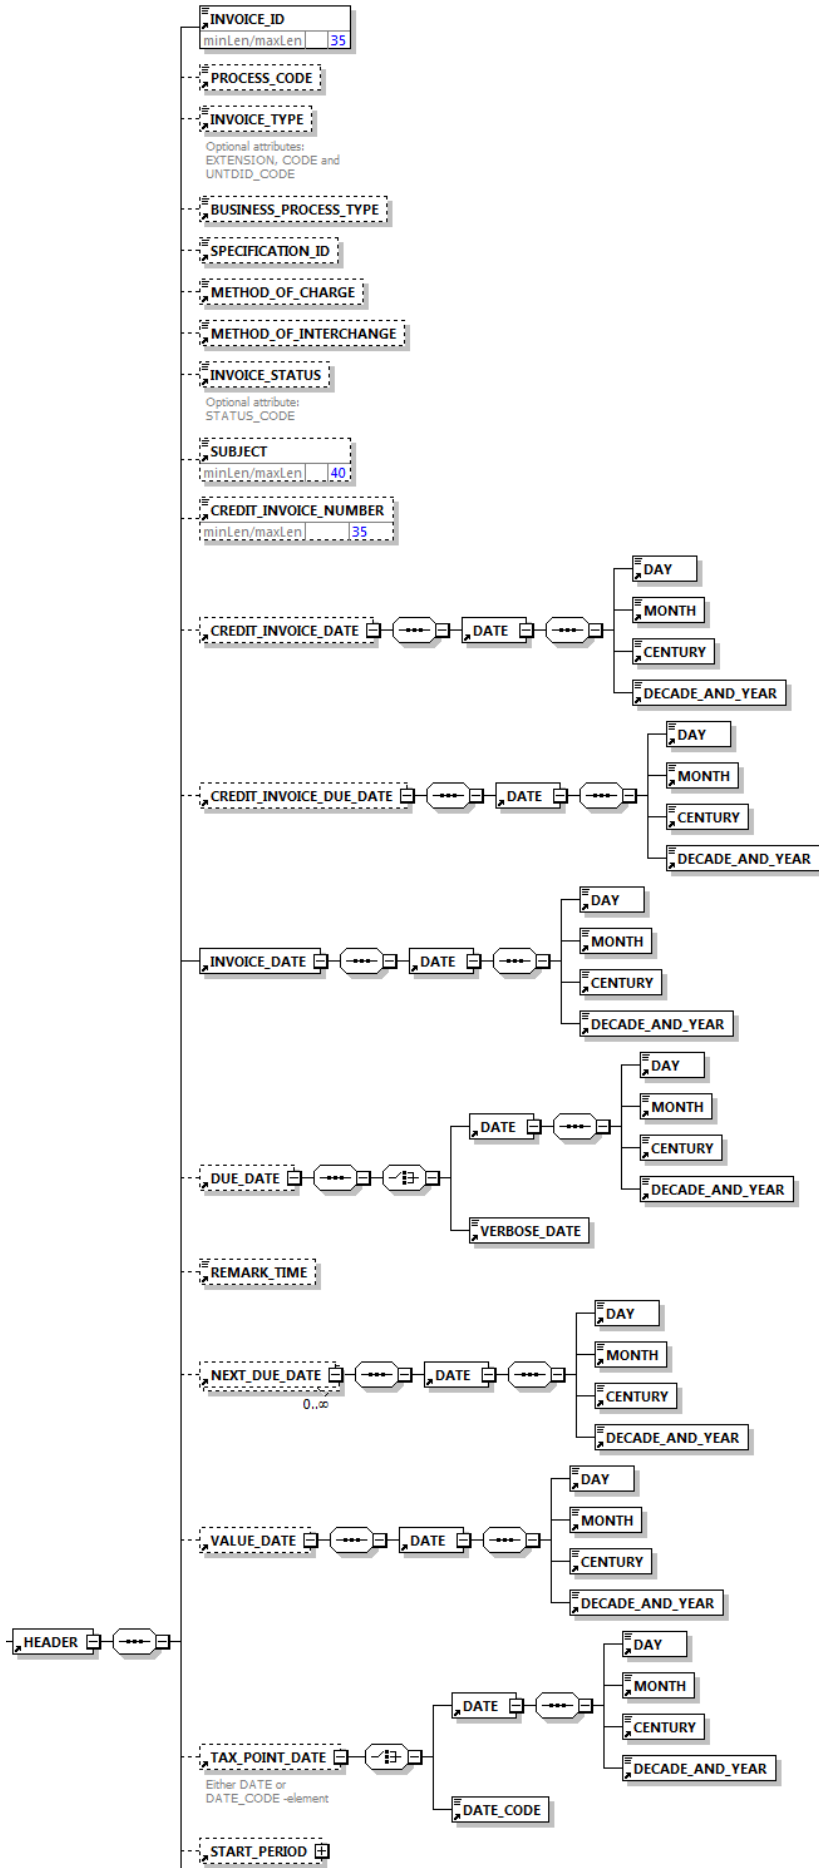 INVOICE_ID
minLen/maxLen 35
PROCESS_CODE
INVOICE_TYPE
Optional attributes:
EXTENSION, CODE and
UNTDID_CODE
BUSINESS_PROCESS_TYPE
SPECIFICATION_ID
METHOD_OF_CHARGE
METHOD_OF_INTERCHANGE
INVOICE_STATUS
Optional attribute:
STATUS_CODE
SUBJECT
minLen/maxLen 40
CREDIT_INVOICE_NUMBER
minLen/maxLen 35
CREDIT_INVOICE_DATE
DATE
DAY
MONTH
CENTURY
DECADE_AND_YEAR
CREDIT_INVOICE_DUE_DATE
DATE
DAY
MONTH
CENTURY
DECADE_AND_YEAR
INVOICE_DATE
DATE
DAY
MONTH
CENTURY
DECADE_AND_YEAR
DUE_DATE
DATE
DAY
MONTH
CENTURY
DECADE_AND_YEAR
VERBOSE_DATE
REMARK_TIME
NEXT_DUE_DATE
0..∞
DATE
DAY
MONTH
CENTURY
DECADE_AND_YEAR
VALUE_DATE
DATE
DAY
MONTH
CENTURY
DECADE_AND_YEAR
HEADER
TAX_POINT_DATE
Either DATE or
DATE_CODE -element
DATE
DAY
MONTH
CENTURY
DECADE_AND_YEAR
DATE_CODE
START_PERIOD